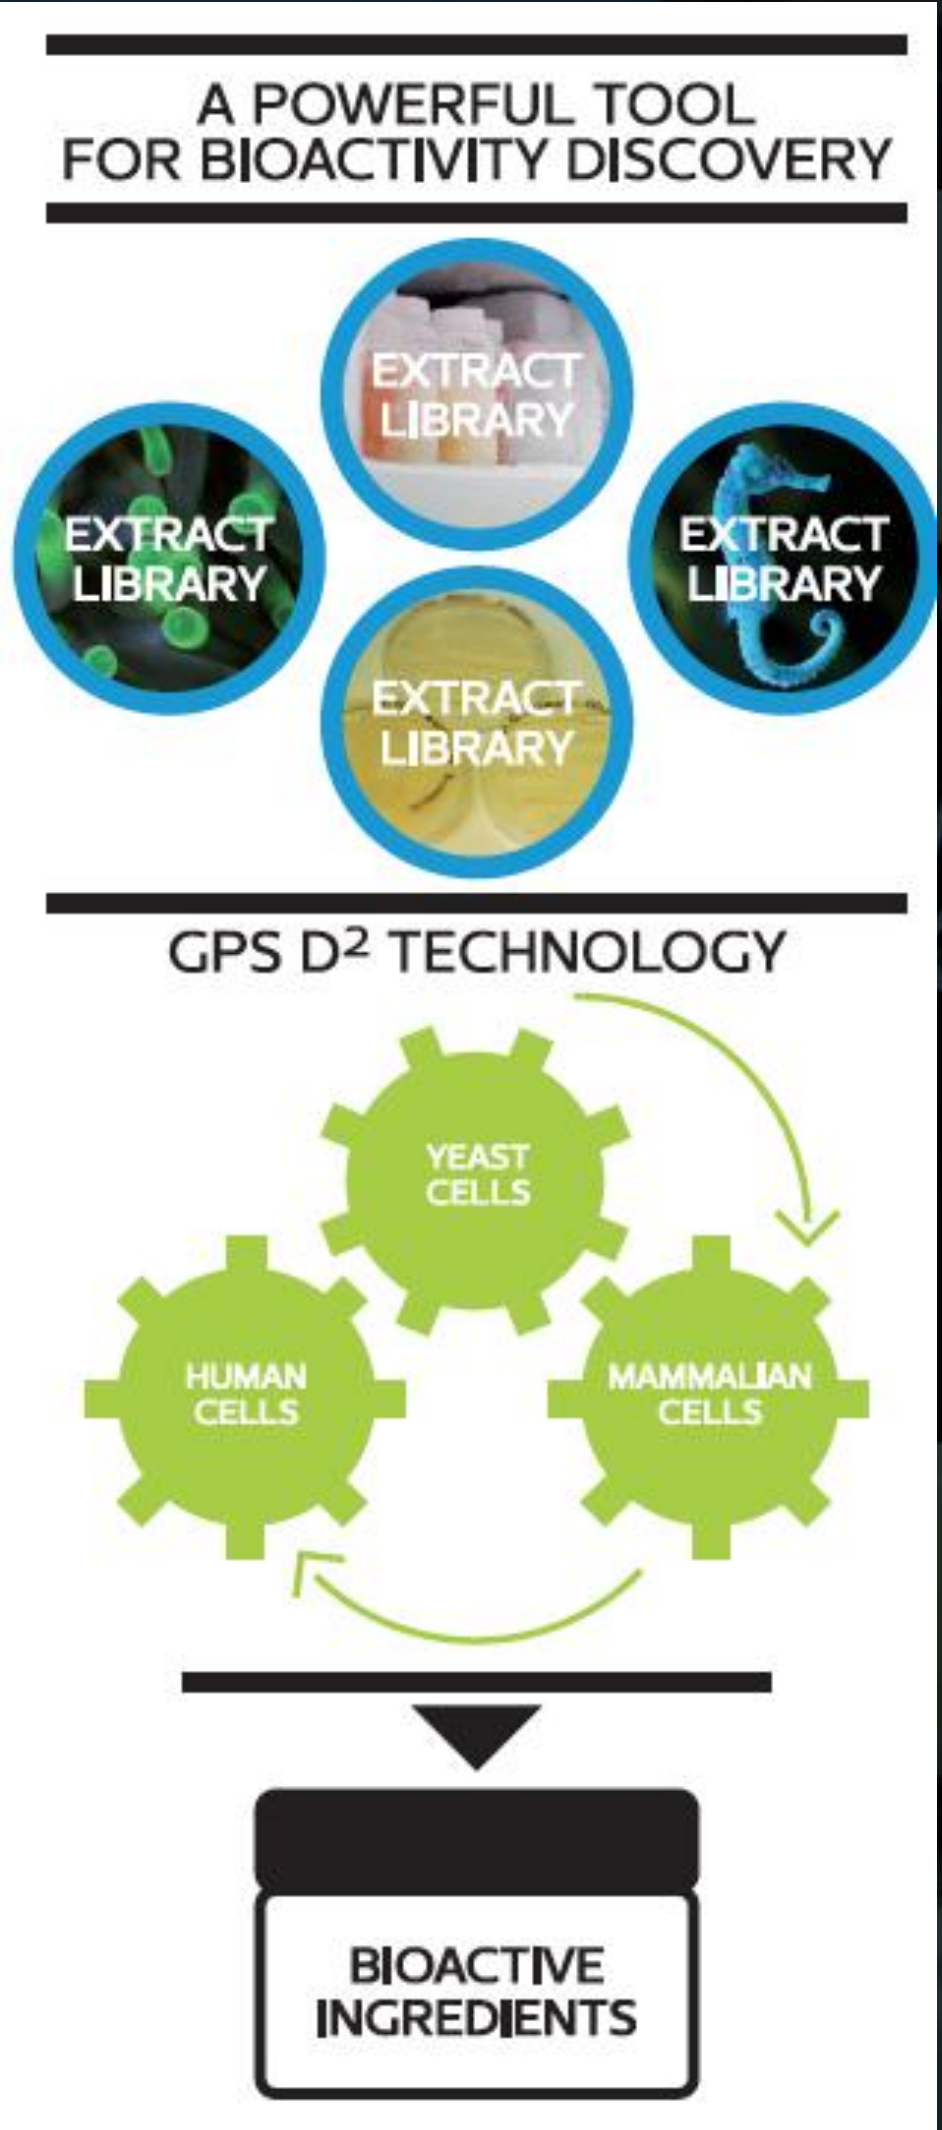 A POWERFUL TOOL
FOR BIOACTIVITY DISCOVERY
EXTRACT
LIBRARY
EXTRACT
LIBRARY
EXTRACT
LIBRARY
EXTRACT
LIBRARY
GPS D² TECHNOLOGY
YEAST
CELLS
HUMAN
CELLS
MAMMALIAN
CELLS
BIOACTIVE
INGREDIENTS